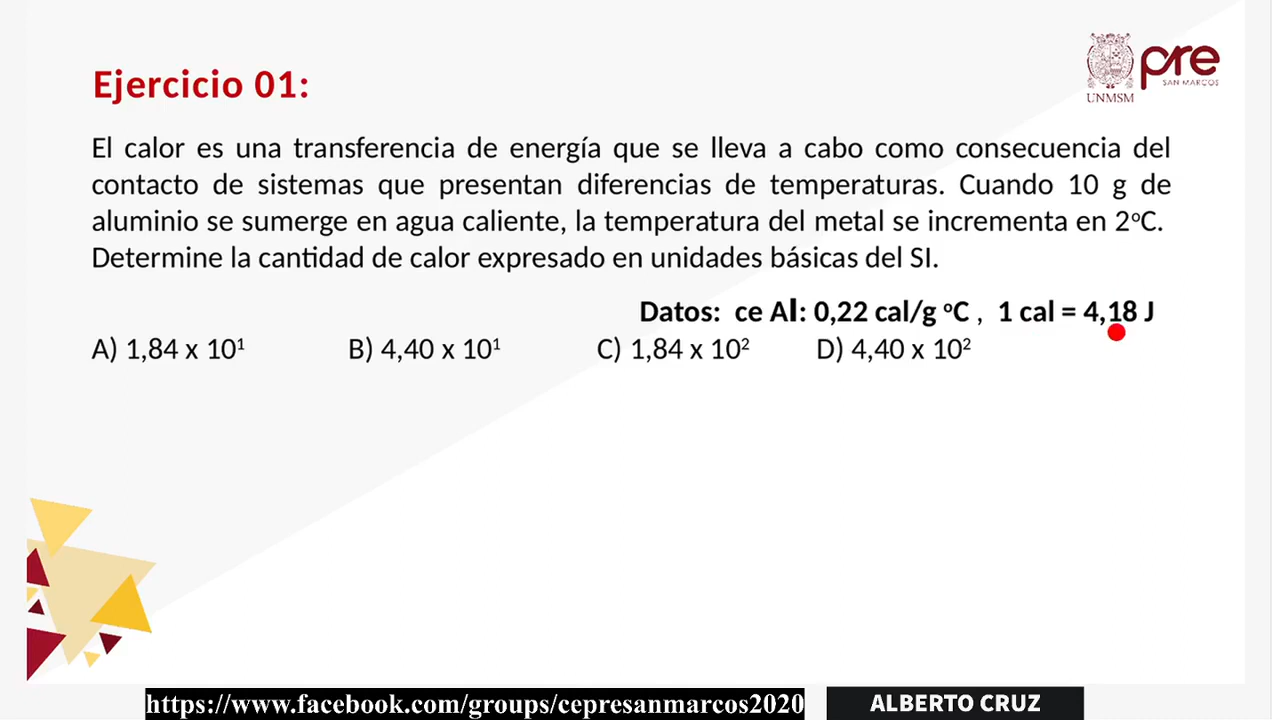 Ejercicio 01:
pre
SAN MARCOS
UNMSM
El calor es una transferencia de energía que se lleva a cabo como consecuencia del
contacto de sistemas que presentan diferencias de temperaturas. Cuando 10 g de
aluminio se sumerge en agua caliente, la temperatura del metal se incrementa en 2ºC.
Determine la cantidad de calor expresado en unidades básicas del SI.
Datos: ce Al: 0,22 cal/g ºC , 1 cal = 4,18 J
A) 1,84 x 10¹ B) 4,40 x 10¹ C) 1,84 x 10² D) 4,40 x 10²
https://www.facebook.com/groups/cepresanmarcos2020 ALBERTO CRUZ